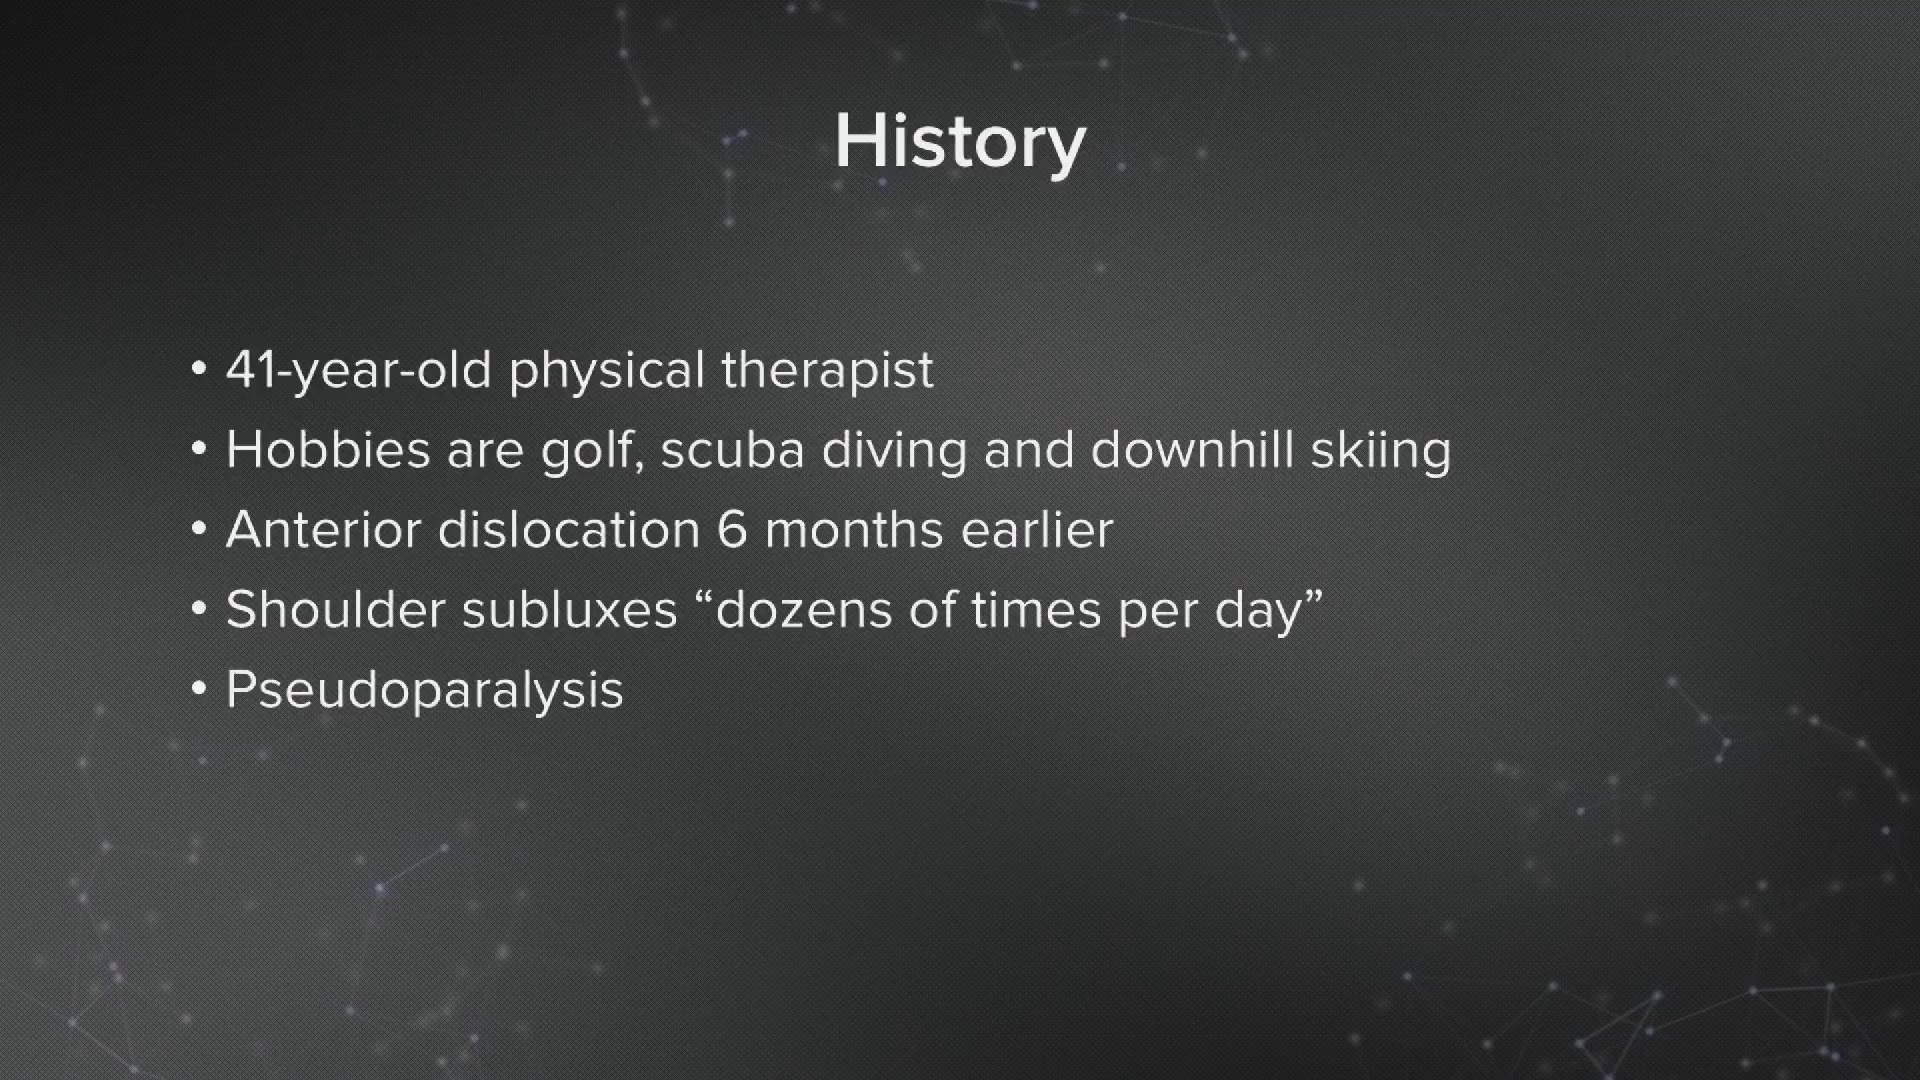 History
• 41-year-old physical therapist
• Hobbies are golf, scuba diving and downhill skiing
• Anterior dislocation 6 months earlier
• Shoulder subluxes “dozens of times per day”
• Pseudoparalysis